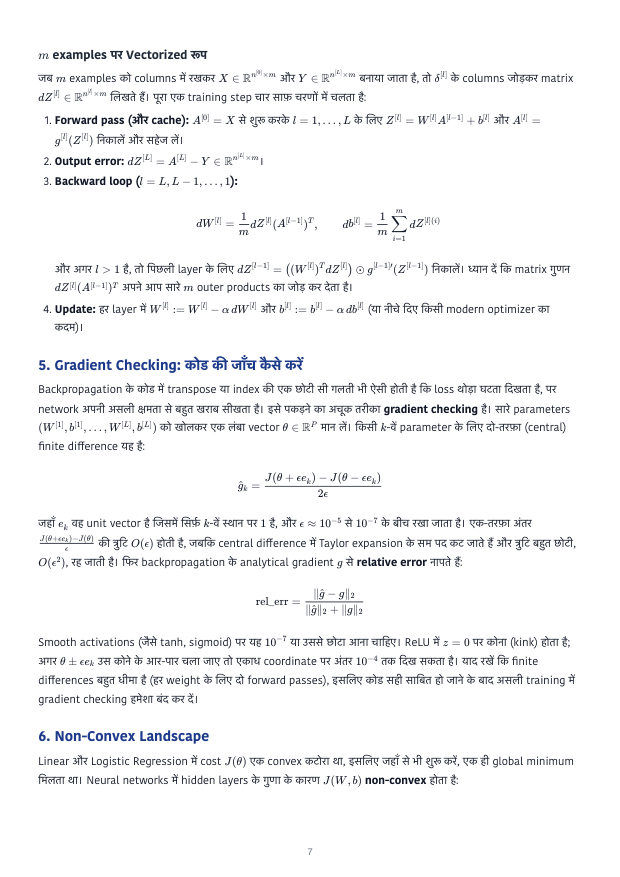 m examples पर Vectorized रूप
जब m examples को columns में रखकर X ∈ ℝ^{n^{[0]}×m} और Y ∈ ℝ^{n^{[L]}×m} बनाया जाता है, तो δ^{[l]} के columns जोड़कर matrix
dZ^{[l]} ∈ ℝ^{n^{[l]}×m} लिखते हैं। पूरा एक training step चार साफ़ चरणों में चलता है:
1. Forward pass (और cache): A^{[0]} = X से शुरू करके l = 1, . . . , L के लिए Z^{[l]} = W^{[l]}A^{[l−1]} + b^{[l]} और A^{[l]} =
g^{[l]}(Z^{[l]}) निकालें और सहेज लें।
2. Output error: dZ^{[L]} = A^{[L]} − Y ∈ ℝ^{n^{[L]}×m}।
3. Backward loop (l = L, L − 1, . . . , 1):
dW^{[l]} = \frac{1}{m} dZ^{[l]}(A^{[l−1]})^T, db^{[l]} = \frac{1}{m} \sum_{i=1}^{m} dZ^{[l](i)}
और अगर l > 1 है, तो पिछली layer के लिए dZ^{[l−1]} = ((W^{[l]})^T dZ^{[l]}) ⊙ g^{[l−1]′}(Z^{[l−1]}) निकालें। ध्यान दें कि matrix गुणन
dZ^{[l]}(A^{[l−1]})^T अपने आप सारे m outer products का जोड़ कर देता है।
4. Update: हर layer में W^{[l]} := W^{[l]} − α dW^{[l]} और b^{[l]} := b^{[l]} − α db^{[l]} (या नीचे दिए किसी modern optimizer का
कदम)।
5. Gradient Checking: कोड की जाँच कैसे करें
Backpropagation के कोड में transpose या index की एक छोटी सी गलती भी ऐसी होती है कि loss थोड़ा घटता दिखता है, पर
network अपनी असली क्षमता से बहुत खराब सीखता है। इसे पकड़ने का अचूक तरीका gradient checking है। सारे parameters
(W^{[1]}, b^{[1]}, . . . , W^{[L]}, b^{[L]}) को खोलकर एक लंबा vector θ ∈ ℝ^P मान लें। किसी k-वें parameter के लिए दो-तरफ़ा (central)
finite difference यह है:
ĝ_k = \frac{J(θ + ϵe_k) − J(θ − ϵe_k)}{2ϵ}
जहाँ e_k वह unit vector है जिसमें सिर्फ़ k-वें स्थान पर 1 है, और ϵ ≈ 10^{−5} से 10^{−7} के बीच रखा जाता है। एक-तरफ़ा अंतर
\frac{J(θ+ϵe_k)−J(θ)}{ϵ} की त्रुटि O(ϵ) होती है, जबकि central difference में Taylor expansion के सम पद कट जाते हैं और त्रुटि बहुत छोटी,
O(ϵ^2), रह जाती है। फिर backpropagation के analytical gradient g से relative error नापते हैं:
rel_err = \frac{‖ĝ − g‖_2}{‖ĝ‖_2 + ‖g‖_2}
Smooth activations (जैसे tanh, sigmoid) पर यह 10^{−7} या उससे छोटा आना चाहिए। ReLU में z = 0 पर कोना (kink) होता है;
अगर θ ± ϵe_k उस कोने के आर-पार चला जाए तो एकाध coordinate पर अंतर 10^{−4} तक दिख सकता है। याद रखें कि finite
differences बहुत धीमा है (हर weight के लिए दो forward passes), इसलिए कोड सही साबित हो जाने के बाद असली training में
gradient checking हमेशा बंद कर दें।
6. Non-Convex Landscape
Linear और Logistic Regression में cost J(θ) एक convex कटोरा था, इसलिए जहाँ से भी शुरू करें, एक ही global minimum
मिलता था। Neural networks में hidden layers के गुणा के कारण J(W, b) non-convex होता है:
7